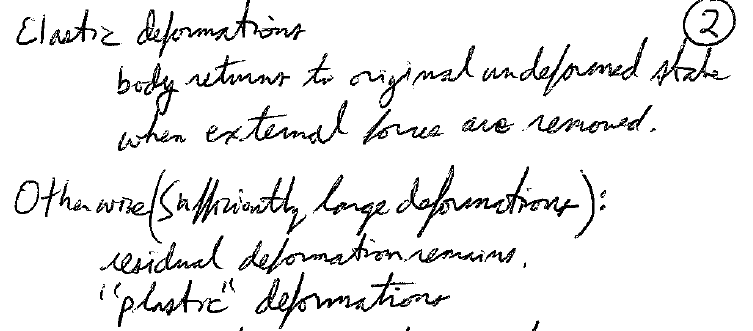 Elastic deformations
2
body returns to original undeformed state
when external forces are removed.
Otherwise (sufficiently large deformations):
residual deformation remains.
"plastic" deformations